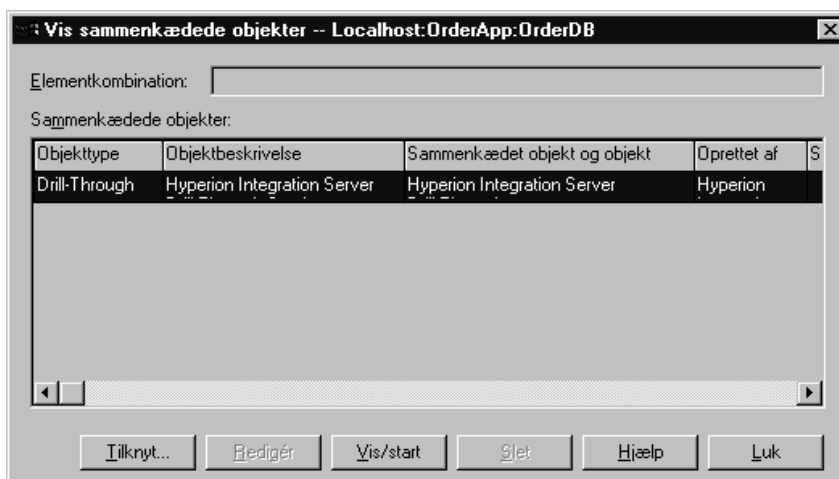 Vis sammenkædede objekter -- Localhost:OrderApp:OrderDB
Elementkombination:
Sammenkædede objekter:
Objekttype Objektbeskrivelse Sammenkædet objekt og objekt Oprettet af S
Drill-Through Hyperion Integration Server Hyperion Integration Server Hyperion
Tilknyt... Redigér Vis/start Slet Hjælp Luk